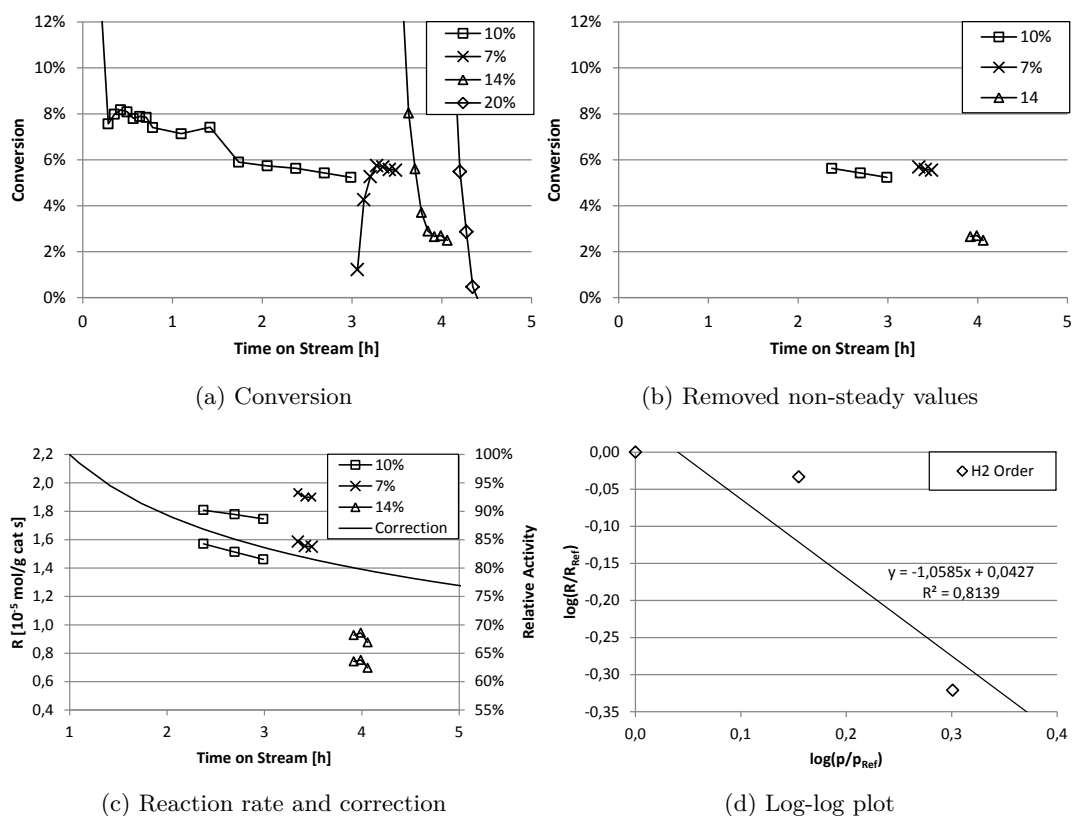 12%
10%
8%
6%
4%
2%
0%
Conversion
0 1 2 3 4 5
Time on Stream [h]
10%
7%
14%
20%
(a) Conversion
12%
10%
8%
6%
4%
2%
0%
Conversion
0 1 2 3 4 5
Time on Stream [h]
10%
7%
14
(b) Removed non-steady values
2,2
2,0
1,8
1,6
1,4
1,2
1,0
0,8
0,6
0,4
R [10⁻⁵ mol/g cat s]
1 2 3 4 5
Time on Stream [h]
100%
95%
90%
85%
80%
75%
70%
65%
60%
55%
Relative Activity
10%
7%
14%
Correction
(c) Reaction rate and correction
0,00
-0,05
-0,10
-0,15
-0,20
-0,25
-0,30
-0,35
log(R/R_Ref)
0,0 0,1 0,2 0,3 0,4
log(p/p_Ref)
H2 Order
y = -1,0585x + 0,0427
R² = 0,8139
(d) Log-log plot